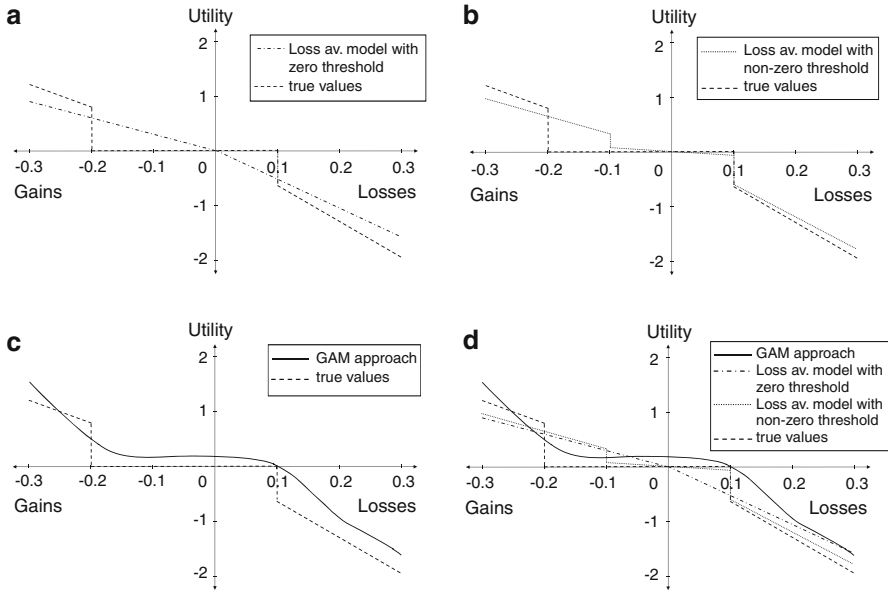 a
Utility
2
1
-1
-2
-0.3
-0.2
-0.1
0
0.1
0.2
0.3
Gains
Losses
Loss av. model with
zero threshold
true values
b
Utility
2
1
-1
-2
-0.3
-0.2
-0.1
0
0.1
0.2
0.3
Gains
Losses
Loss av. model with
non-zero threshold
true values
c
Utility
2
1
-1
-2
-0.3
-0.2
-0.1
0
0.1
0.2
0.3
Gains
Losses
GAM approach
true values
d
Utility
2
1
-1
-2
-0.3
-0.2
-0.1
0
0.1
0.2
0.3
Gains
Losses
GAM approach
Loss av. model with
zero threshold
Loss av. model with
non-zero threshold
true values